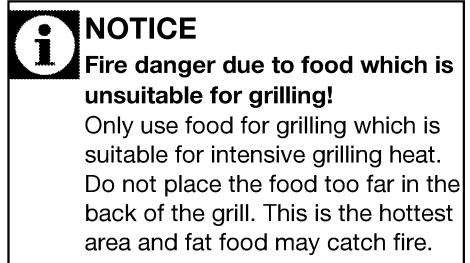 NOTICE
Fire danger due to food which is
unsuitable for grilling!
Only use food for grilling which is
suitable for intensive grilling heat.
Do not place the food too far in the
back of the grill. This is the hottest
area and fat food may catch fire.